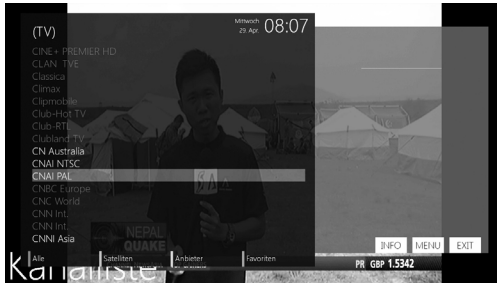 (TV)
Mittwoch
29. Apr. 08:07
CINE+ PREMIER HD
CLAN TVE
Classica
Climax
Clipmobile
Club-Hot TV
Club-RTL
Clubland TV
CN Australia
CNAI NTSC
CNAI PAL
CNBC Europe
CNC World
CNN Int.
CNN Int.
CNNI Asia
NEPAL
QUAKE
INFO MENU EXIT
Alle Satelliten Anbieter Favoriten
Kanalliste
PR GBP 1.5342